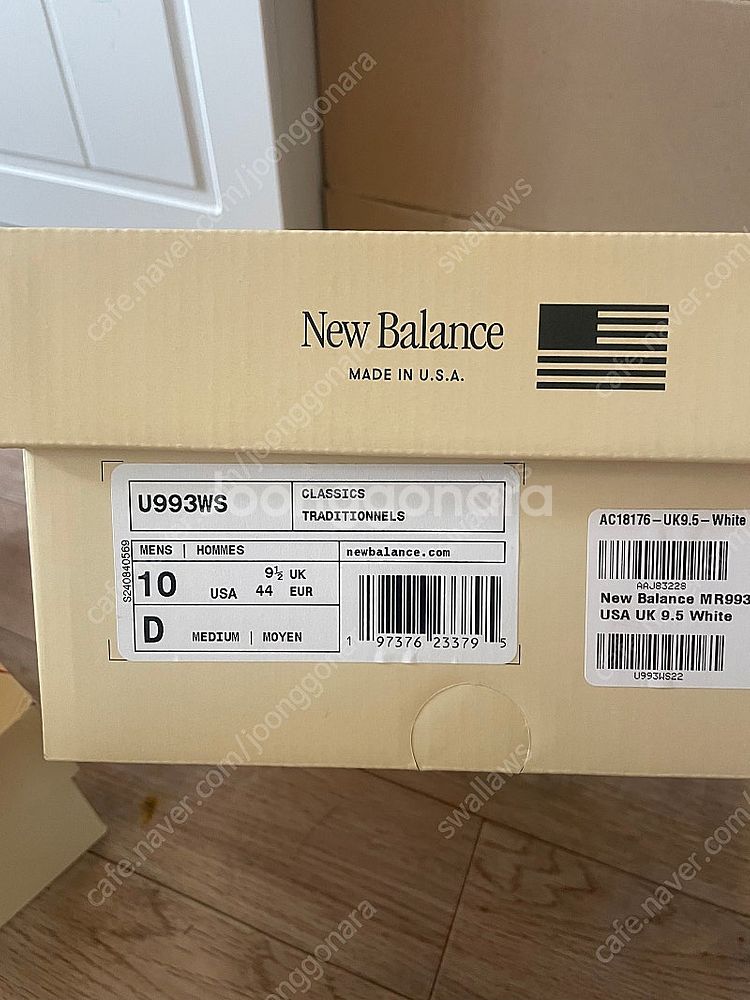 New Balance
MADE IN U.S.A.
U993WS
CLASSICS
TRADITIONNELS
MENS | HOMMES
newbalance.com
S240840569
10
9½ UK
USA 44 EUR
D
MEDIUM | MOYEN
1 97376 23379 5
AC18176-UK9.5-White
AAJ83228
New Balance MR993
USA UK 9.5 White
U993WS22
joonggonara
cafe.naver.com/joonggonara
swallaws